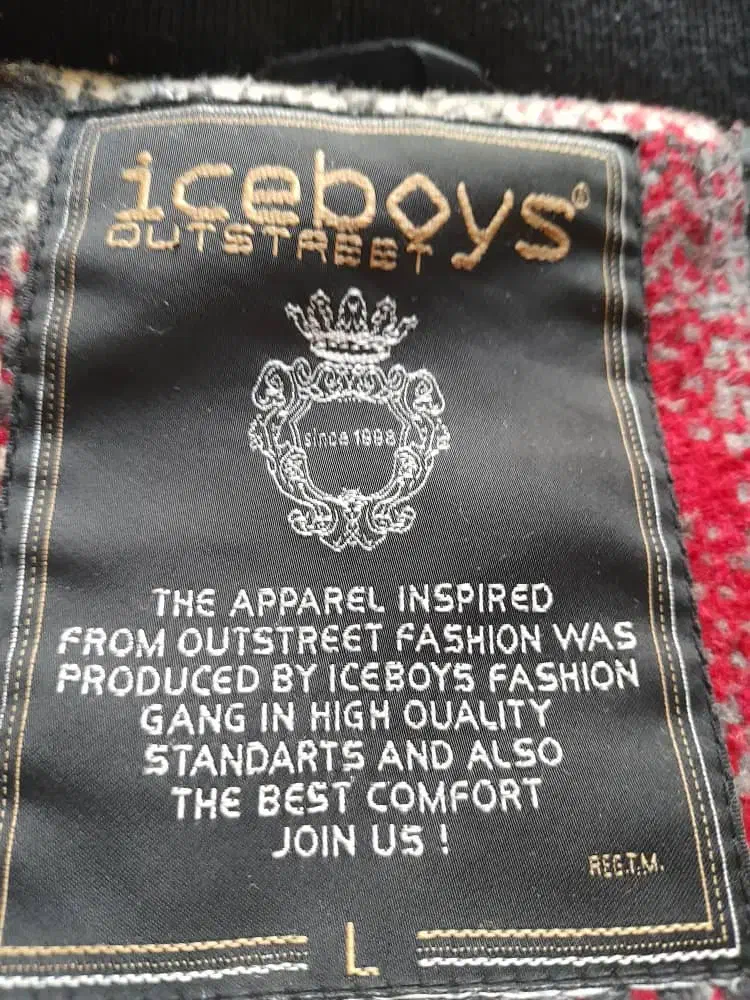 iceboys®
OUTSTREET
since 1998
THE APPAREL INSPIRED
FROM OUTSTREET FASHION WAS
PRODUCED BY ICEBOYS FASHION
GANG IN HIGH QUALITY
STANDARTS AND ALSO
THE BEST COMFORT
JOIN US !
REG.T.M.
L